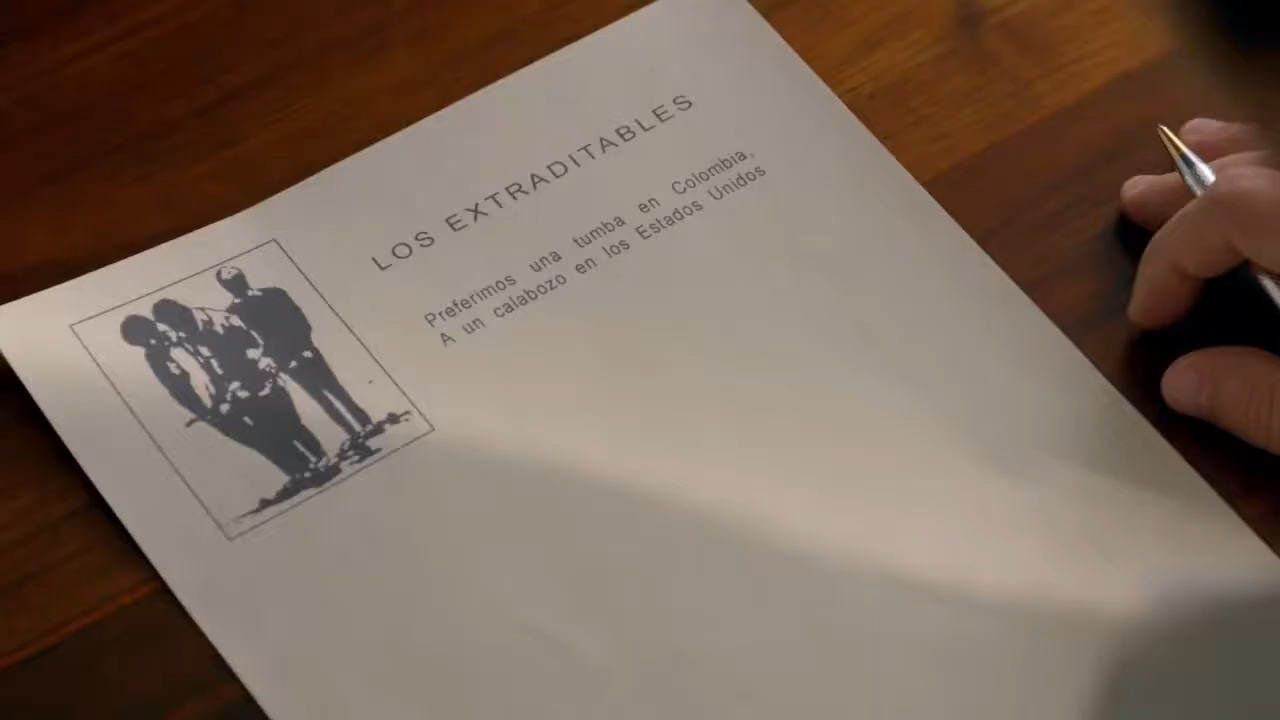 LOS EXTRADITABLES
Preferimos una tumba en Colombia,
A un calabozo en los Estados Unidos